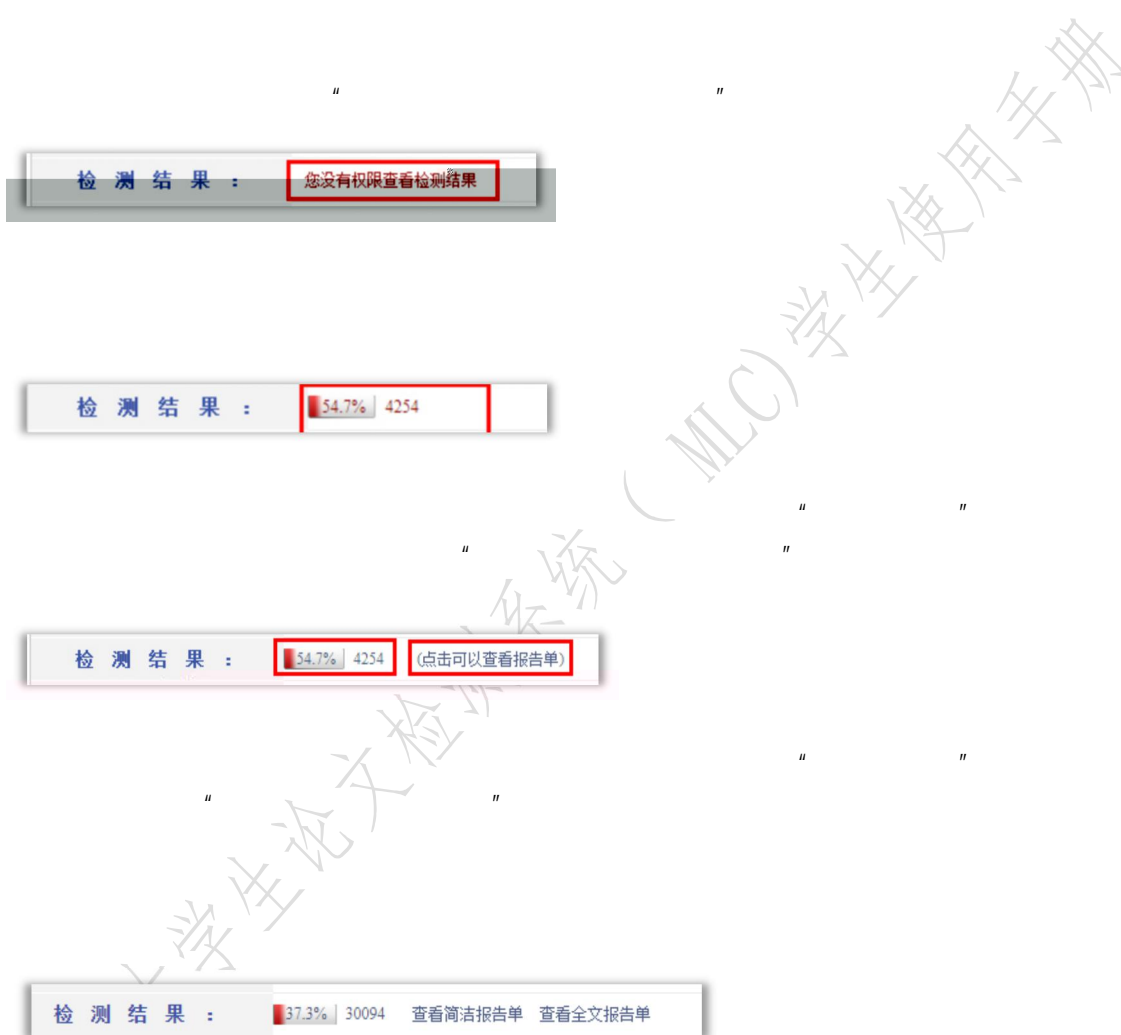 “ ”
检 测 结 果 : 您没有权限查看检测结果
检 测 结 果 : 54.7% 4254
“ ”
“ ”
检 测 结 果 : 54.7% 4254 (点击可以查看报告单)
“ ”
“ ”
检 测 结 果 : 37.3% 30094 查看简洁报告单 查看全文报告单
大学生论文检测系统 ( MLC)学生使用手册